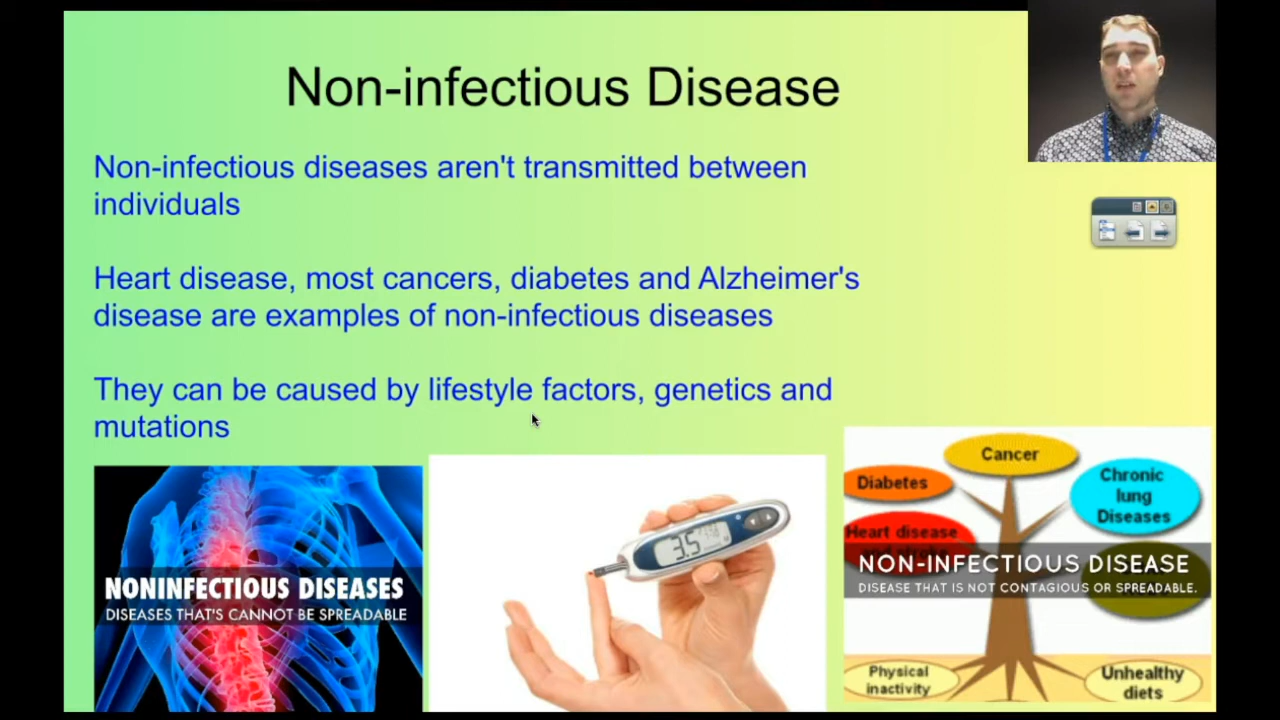 Non-infectious Disease
Non-infectious diseases aren't transmitted between
individuals
Heart disease, most cancers, diabetes and Alzheimer's
disease are examples of non-infectious diseases
They can be caused by lifestyle factors, genetics and
mutations
NONINFECTIOUS DISEASES
DISEASES THAT'S CANNOT BE SPREADABLE
3.5
Cancer
Diabetes
Chronic
lung
Diseases
Heart disease
NON-INFECTIOUS DISEASE
DISEASE THAT IS NOT CONTAGIOUS OR SPREADABLE.
Physical
inactivity
Unhealthy
diets